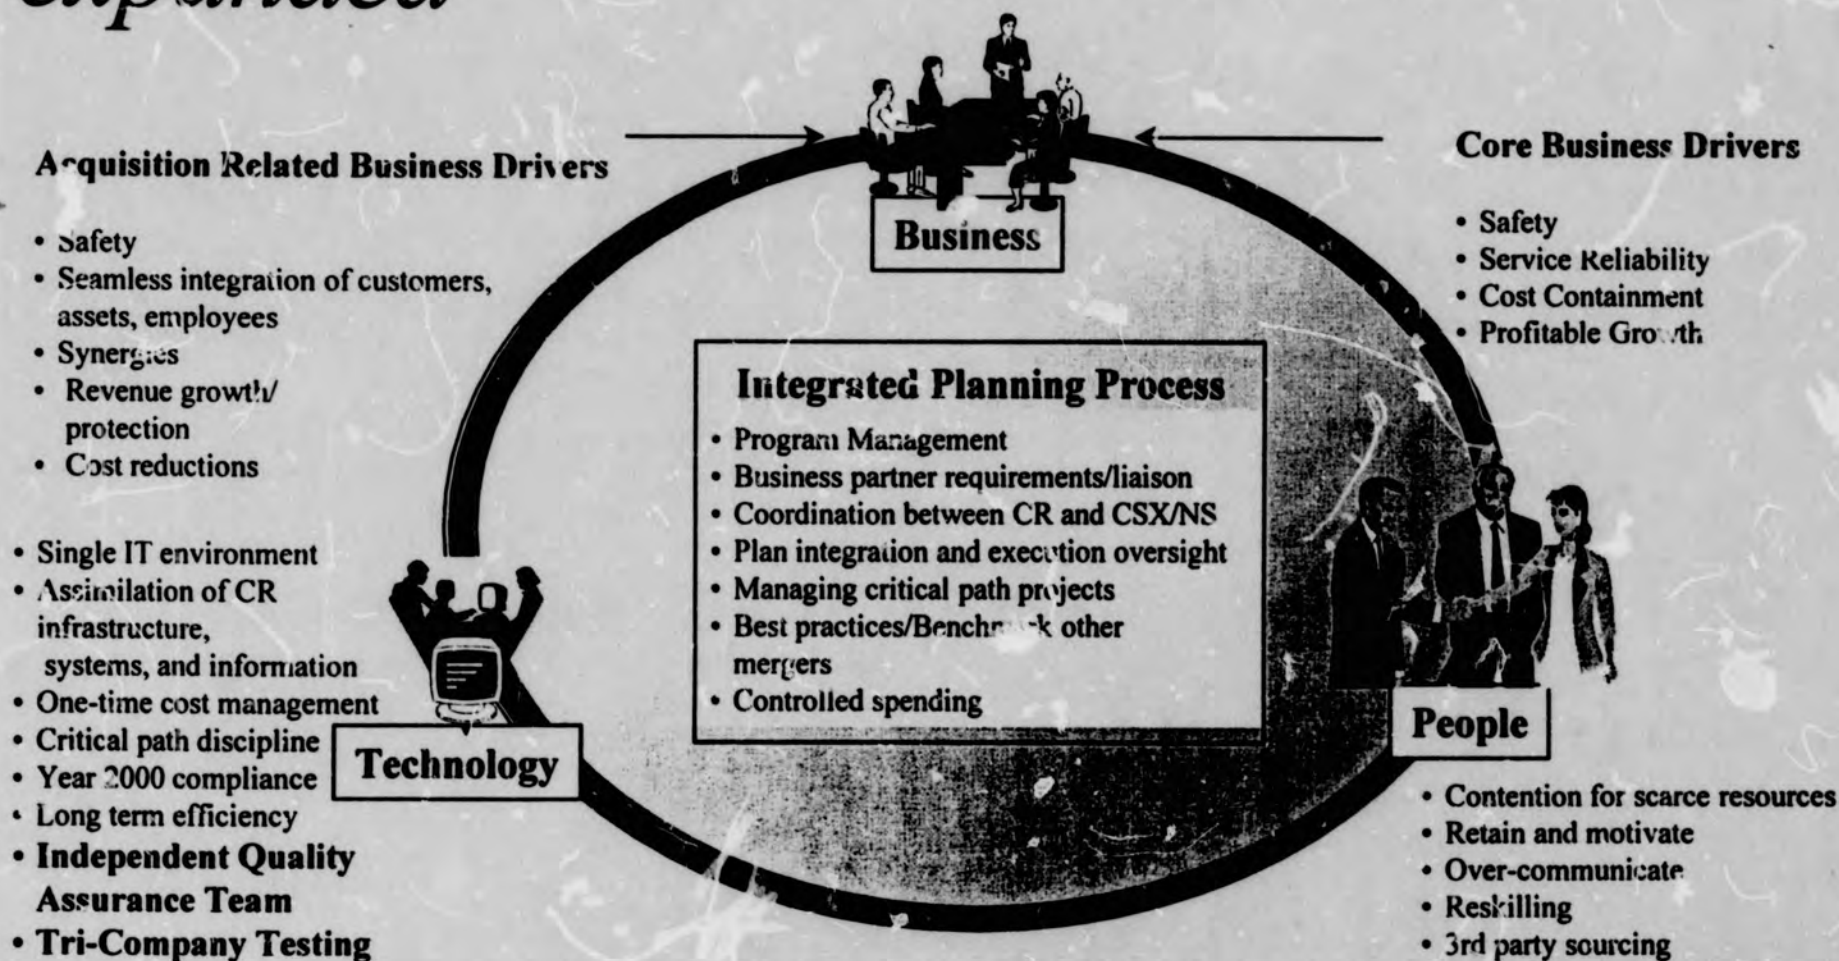 expanded
Acquisition Related Business Drivers
• Safety
• Seamless integration of customers,
assets, employees
• Synergies
• Revenue growth/
protection
• Cost reductions
Business
Core Business Drivers
• Safety
• Service Reliability
• Cost Containment
• Profitable Growth
Integrated Planning Process
• Program Management
• Business partner requirements/liaison
• Coordination between CR and CSX/NS
• Plan integration and execution oversight
• Managing critical path projects
• Best practices/Benchmark other
mergers
• Controlled spending
• Single IT environment
• Assimilation of CR
infrastructure,
systems, and information
• One-time cost management
• Critical path discipline
• Year 2000 compliance
• Long term efficiency
• Independent Quality
Assurance Team
• Tri-Company Testing
Technology
People
• Contention for scarce resources
• Retain and motivate
• Over-communicate
• Reskilling
• 3rd party sourcing